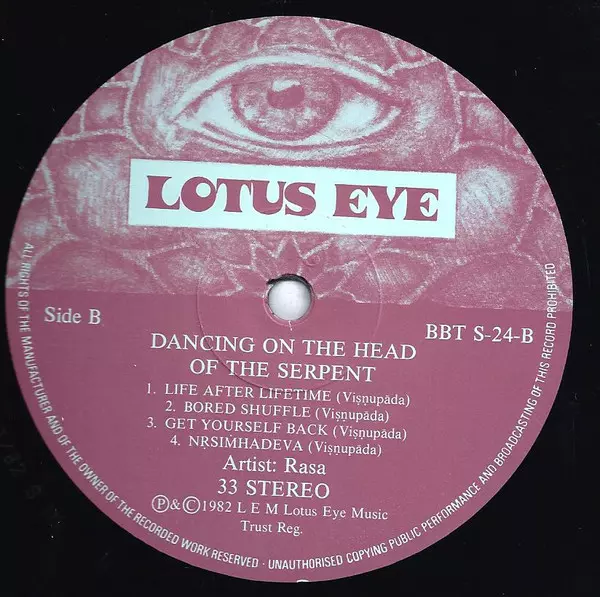 LOTUS EYE
Side B
BBT S-24-B
DANCING ON THE HEAD
OF THE SERPENT
1. LIFE AFTER LIFETIME (Viṣṇupāda)
2. BORED SHUFFLE (Viṣṇupāda)
3. GET YOURSELF BACK (Viṣṇupāda)
4. NṚSIṀHADEVA (Viṣṇupāda)
Artist: Rasa
33 STEREO
Ⓟ&Ⓒ1982 L E M Lotus Eye Music
Trust Reg.
ALL RIGHTS OF THE MANUFACTURER AND OF THE OWNER OF THE RECORDED WORK RESERVED - UNAUTHORISED COPYING PUBLIC PERFORMANCE AND BROADCASTING OF THIS RECORD PROHIBITED